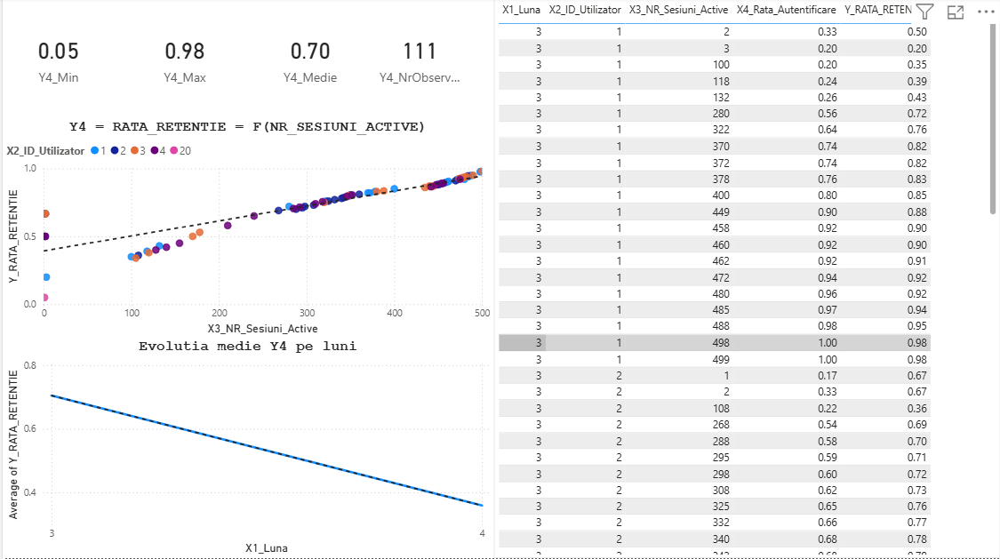 0.05 0.98 0.70 111
Y4_Min Y4_Max Y4_Medie Y4_NrObserv...
Y4 = RATA_RETENTIE = F(NR_SESIUNI_ACTIVE)
X2_ID_Utilizator 1 2 3 4 20
Y_RATA_RETENTIE
1.0
0.5
0.0
0 100 200 300 400 500
X3_NR_Sesiuni_Active
Evolutia medie Y4 pe luni
Average of Y_RATA_RETENTIE
0.8
0.6
0.4
3 4
X1_Luna
X1_Luna X2_ID_Utilizator X3_NR_Sesiuni_Active X4_Rata_Autentificare Y_RATA_RETEN
3 1 2 0.33 0.50
3 1 3 0.20 0.20
3 1 100 0.20 0.35
3 1 118 0.24 0.39
3 1 132 0.26 0.43
3 1 280 0.56 0.72
3 1 322 0.64 0.76
3 1 370 0.74 0.82
3 1 372 0.74 0.82
3 1 378 0.76 0.83
3 1 400 0.80 0.85
3 1 449 0.90 0.88
3 1 458 0.92 0.90
3 1 460 0.92 0.90
3 1 462 0.92 0.91
3 1 472 0.94 0.92
3 1 480 0.96 0.92
3 1 485 0.97 0.94
3 1 488 0.98 0.95
3 1 498 1.00 0.98
3 1 499 1.00 0.98
3 2 1 0.17 0.67
3 2 2 0.33 0.67
3 2 108 0.22 0.36
3 2 268 0.54 0.69
3 2 288 0.58 0.70
3 2 295 0.59 0.71
3 2 298 0.60 0.72
3 2 308 0.62 0.73
3 2 325 0.65 0.76
3 2 332 0.66 0.77
3 2 340 0.68 0.78